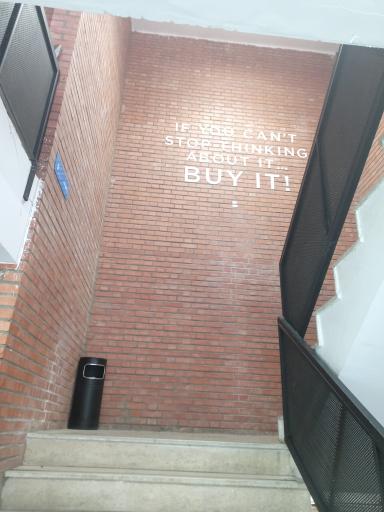 IF YOU CAN'T
STOP THINKING
ABOUT IT...
BUY IT!